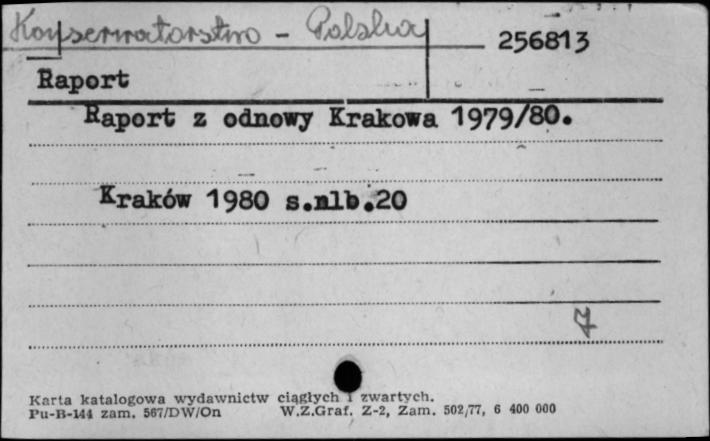 Konserwatorstwo - Polska
256813
Raport
Raport z odnowy Krakowa 1979/80.
Kraków 1980 s.nlb.20
7
Karta katalogowa wydawnictw ciągłych i zwartych.
Pu-B-144 zam. 567/DW/On W.Z.Graf. Z-2, Zam. 502/77, 6 400 000